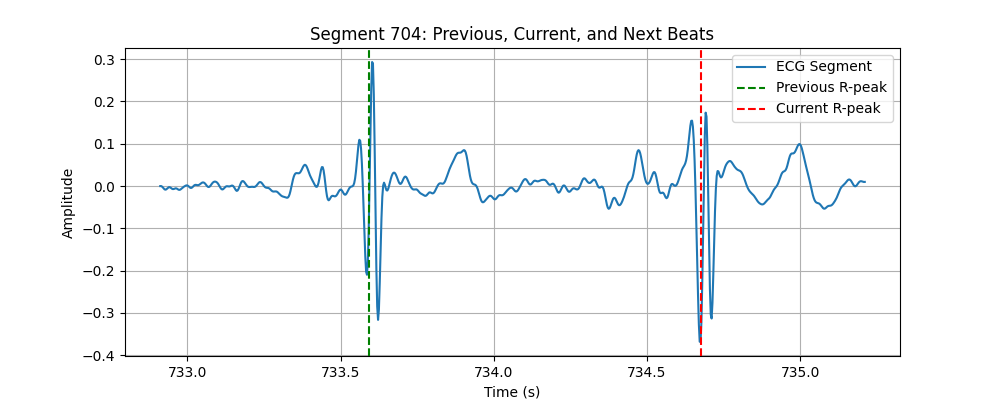 Segment 704: Previous, Current, and Next Beats
ECG Segment
Previous R-peak
Current R-peak
Amplitude
0.3
0.2
0.1
0.0
−0.1
−0.2
−0.3
−0.4
733.0 733.5 734.0 734.5 735.0
Time (s)